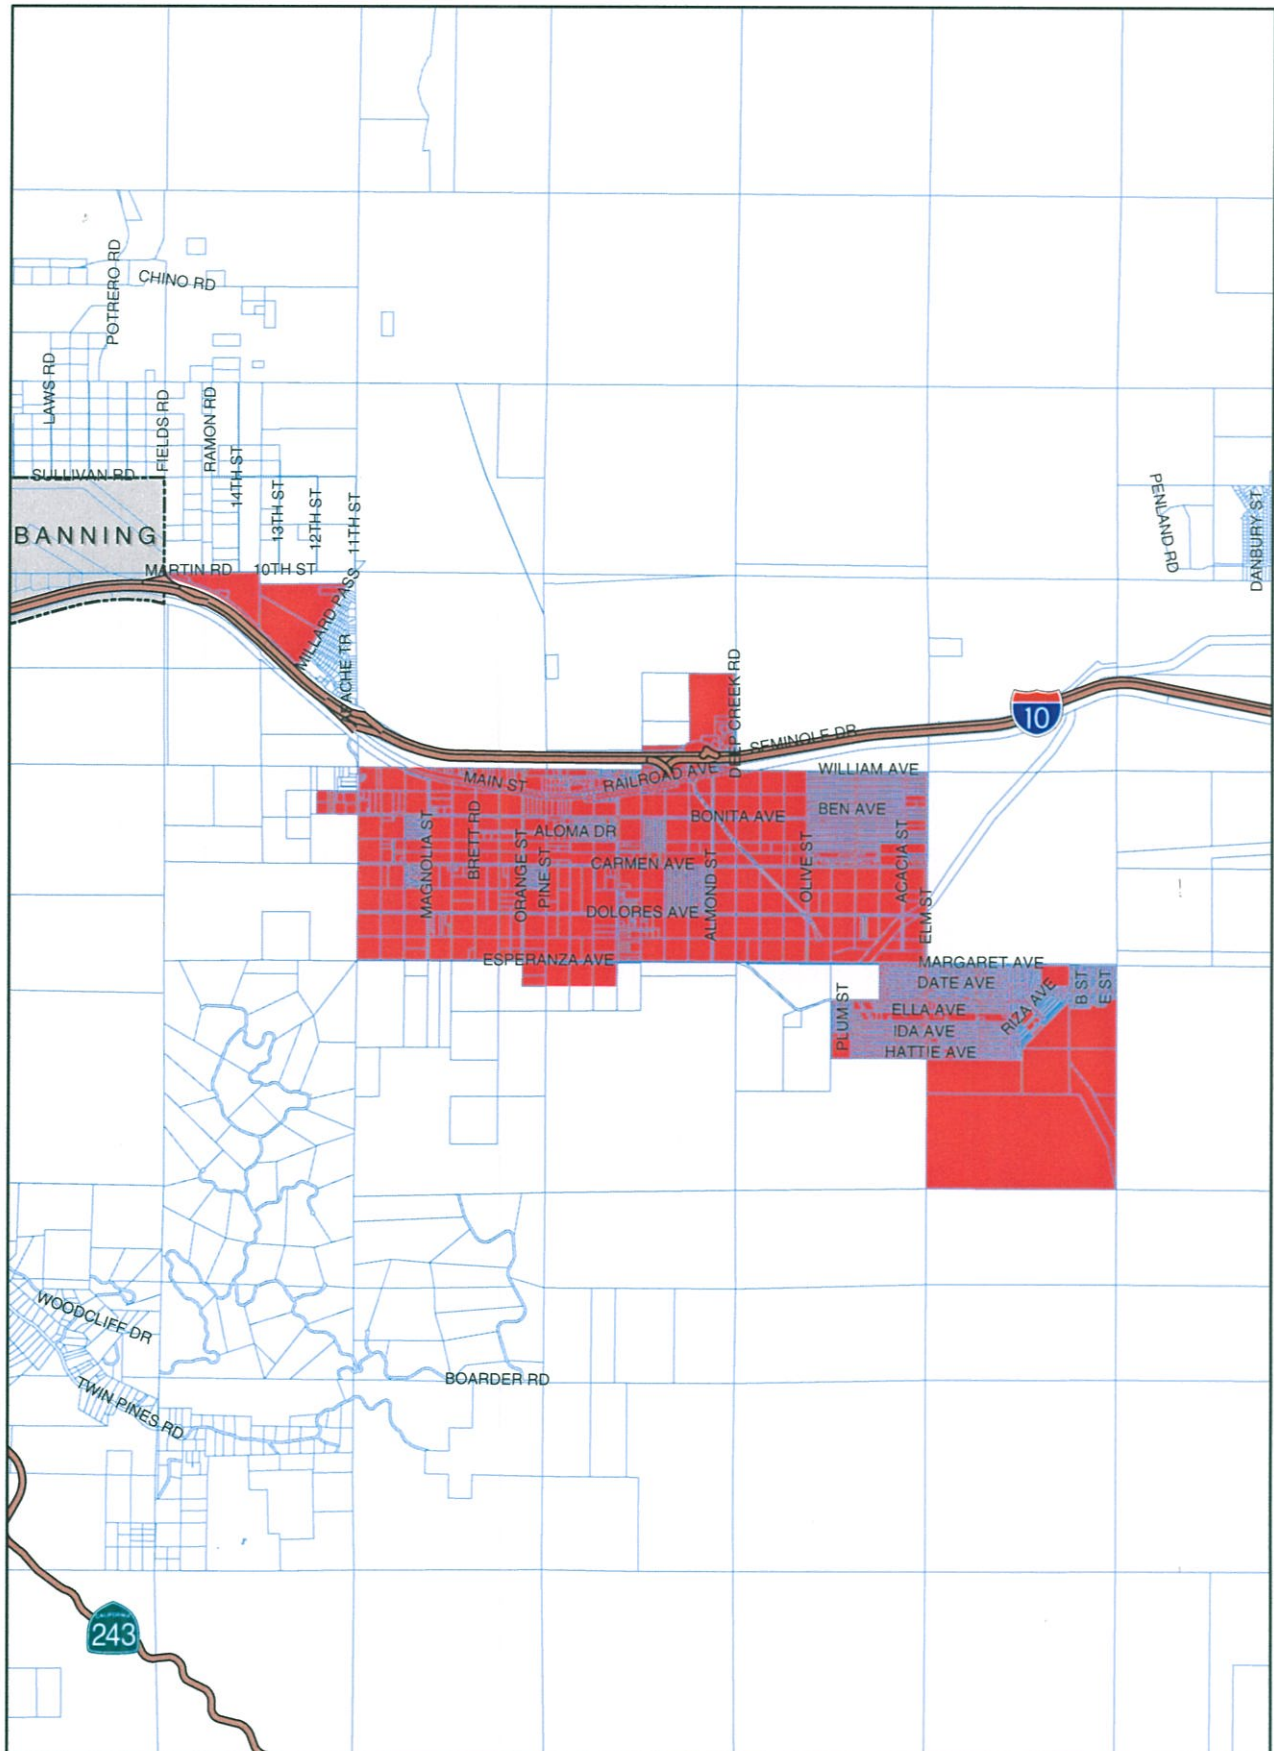 POTRERO RD
CHINO RD
LAWS RD
FIELDS RD
RAMON RD
14TH ST
SULLIVAN RD
13TH ST
12TH ST
11TH ST
PENLAND RD
DANBURY ST
BANNING
MARTIN RD
10TH ST
MILLARD PASS
ACHE TR
DEEP CREEK RD
10
SEMINOLE DR
MAIN ST
RAILROAD AVE
WILLIAM AVE
MAGNOLIA ST
BRETT RD
ORANGE ST
PINE ST
ALOMA DR
BONITA AVE
BEN AVE
CARMEN AVE
ALMOND ST
OLIVE ST
ACACIA ST
ELM ST
DOLORES AVE
ESPERANZA AVE
MARGARET AVE
DATE AVE
PLUM ST
ELLA AVE
RIZA AVE
B ST
E ST
IDA AVE
HATTIE AVE
WOODCLIFF DR
BOARDER RD
TWIN PINES RD
CALIFORNIA
243